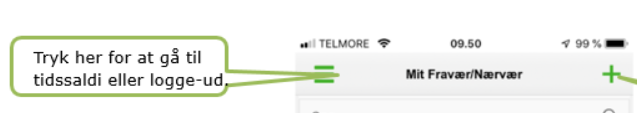 TELMORE 09.50 99 %
Tryk her for at gå til
tidssaldi eller logge-ud.
Mit Fravær/Nærvær